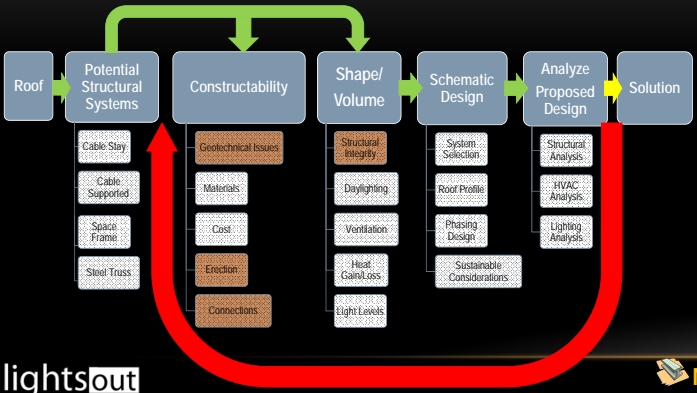 Roof
Potential
Structural
Systems
Constructability
Shape/
Volume
Schematic
Design
Analyze
Proposed
Design
Solution
Cable Stay
Cable
Supported
Space
Frame
Steel Truss
Geotechnical Issues
Materials
Cost
Erection
Connections
Structural
Integrity
Daylighting
Ventilation
Heat
Gain/Loss
Light Levels
System
Selection
Roof Profile
Phasing
Design
Sustainable
Considerations
Structural
Analysis
HVAC
Analysis
Lighting
Analysis
lightsout